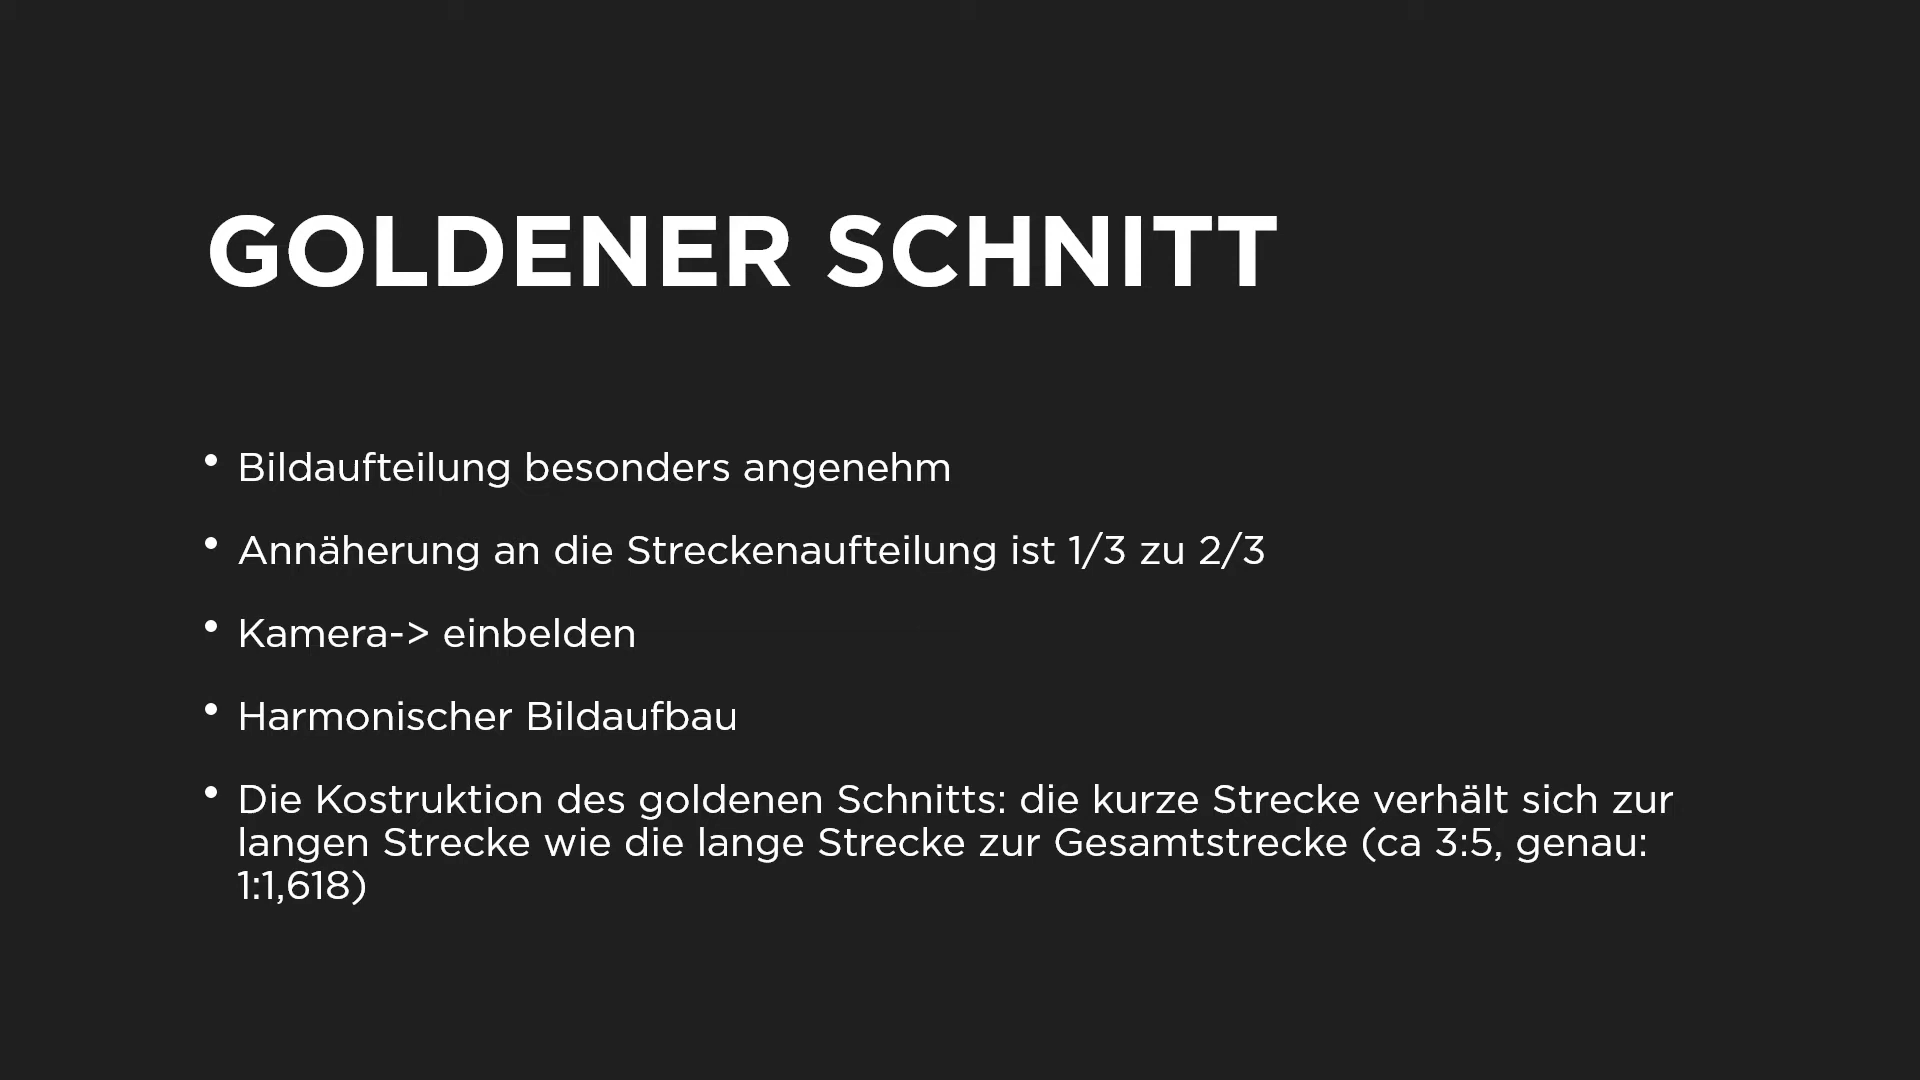 GOLDENER SCHNITT
• Bildaufteilung besonders angenehm
• Annäherung an die Streckenaufteilung ist 1/3 zu 2/3
• Kamera-> einbelden
• Harmonischer Bildaufbau
• Die Kostruktion des goldenen Schnitts: die kurze Strecke verhält sich zur
langen Strecke wie die lange Strecke zur Gesamtstrecke (ca 3:5, genau:
1:1,618)